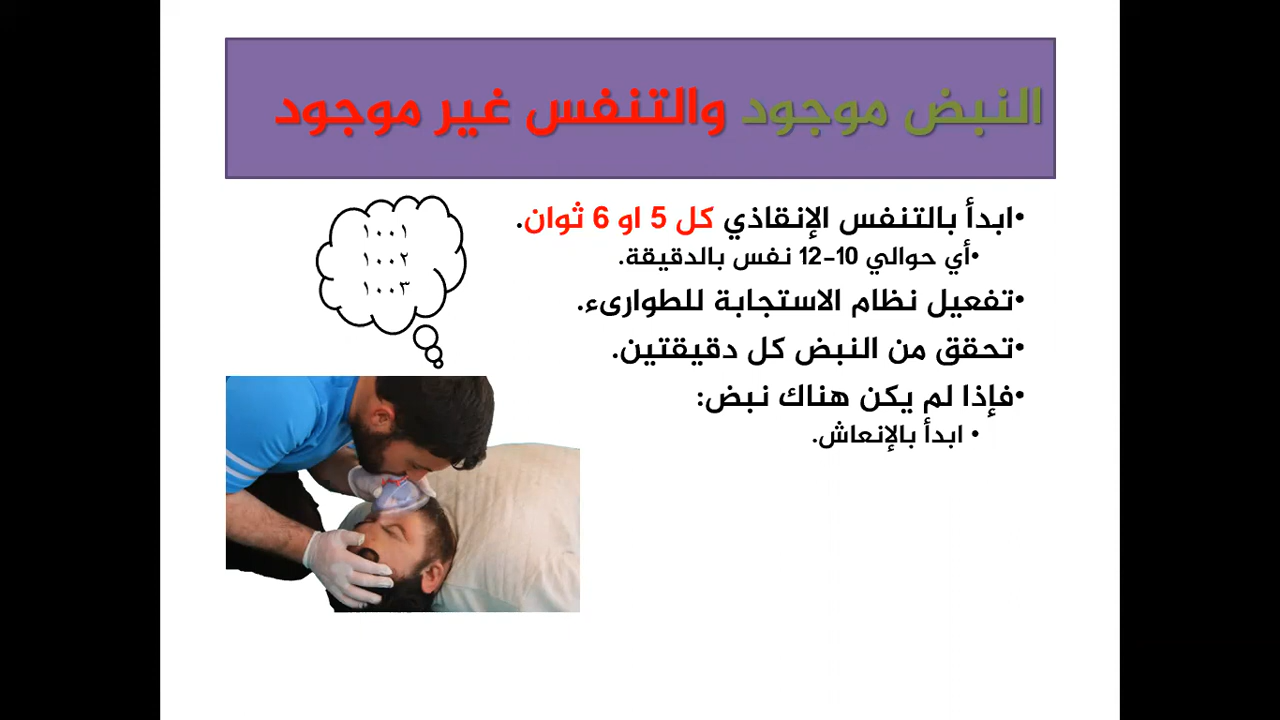 النبض موجود والتنفس غير موجود
•ابدأ بالتنفس الإنقاذي كل 5 او 6 ثوان.
•أي حوالي 10-12 نفس بالدقيقة.
•تفعيل نظام الاستجابة للطوارىء.
•تحقق من النبض كل دقيقتين.
•فإذا لم يكن هناك نبض:
• ابدأ بالإنعاش.
١٠٠١
١٠٠٢
١٠٠٣